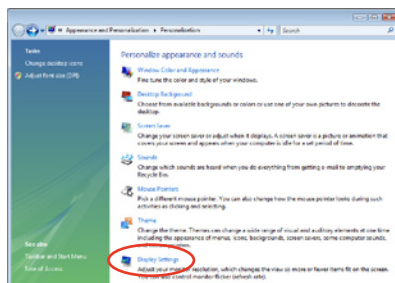 Appearance and Personalization ▸ Personalization
Search
Tasks
Change desktop icons
Adjust font size (DPI)
See also
Taskbar and Start Menu
Ease of Access
Personalize appearance and sounds
Window Color and Appearance
Fine tune the color and style of your windows.
Desktop Background
Choose from available backgrounds or colors or use one of your own pictures to decorate the
desktop.
Screen Saver
Change your screen saver or adjust when it displays. A screen saver is a picture or animation that
covers your screen and appears when your computer is idle for a set period of time.
Sounds
Change which sounds are heard when you do everything from getting e-mail to emptying your
Recycle Bin.
Mouse Pointers
Pick a different mouse pointer. You can also change how the mouse pointer looks during such
activities as clicking and selecting.
Theme
Change the theme. Themes can change a wide range of visual and auditory elements at one time
including the appearance of menus, icons, backgrounds, screen savers, some computer sounds,
and mouse pointers.
Display Settings
Adjust your monitor resolution, which changes the view so more or fewer items fit on the screen.
You can also control monitor flicker (refresh rate).